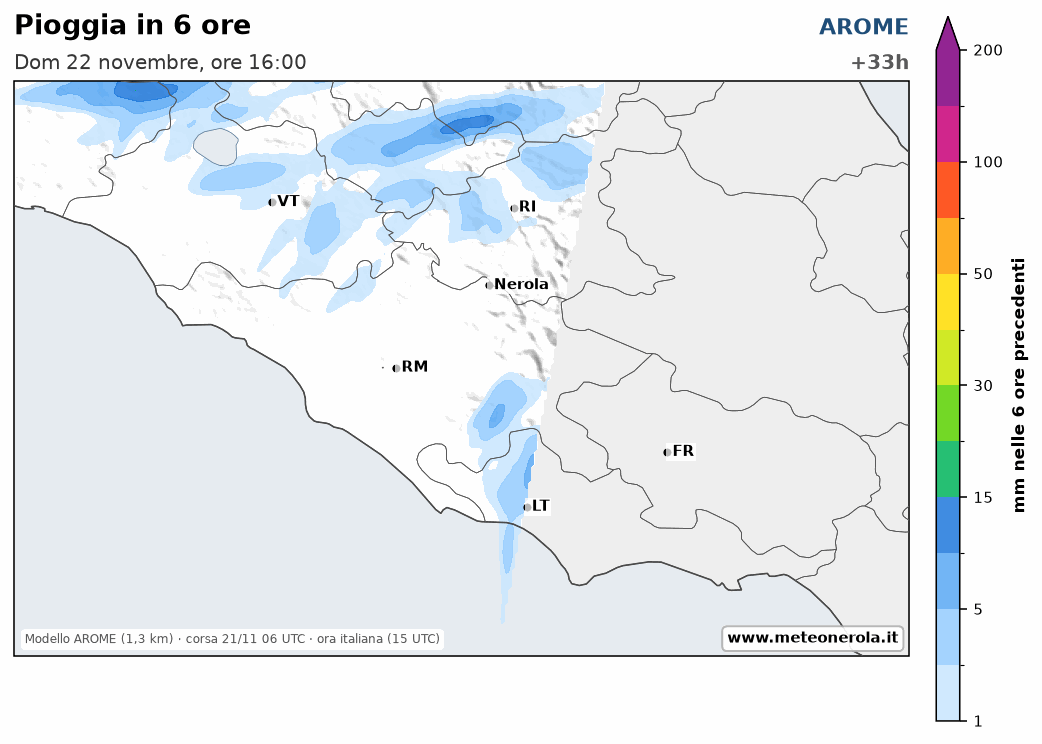 Pioggia in 6 ore
AROME
Dom 22 novembre, ore 16:00
+33h
VT
RI
Nerola
RM
FR
LT
Modello AROME (1,3 km) · corsa 21/11 06 UTC · ora italiana (15 UTC)
www.meteonerola.it
200
100
50
30
15
5
1
mm nelle 6 ore precedenti